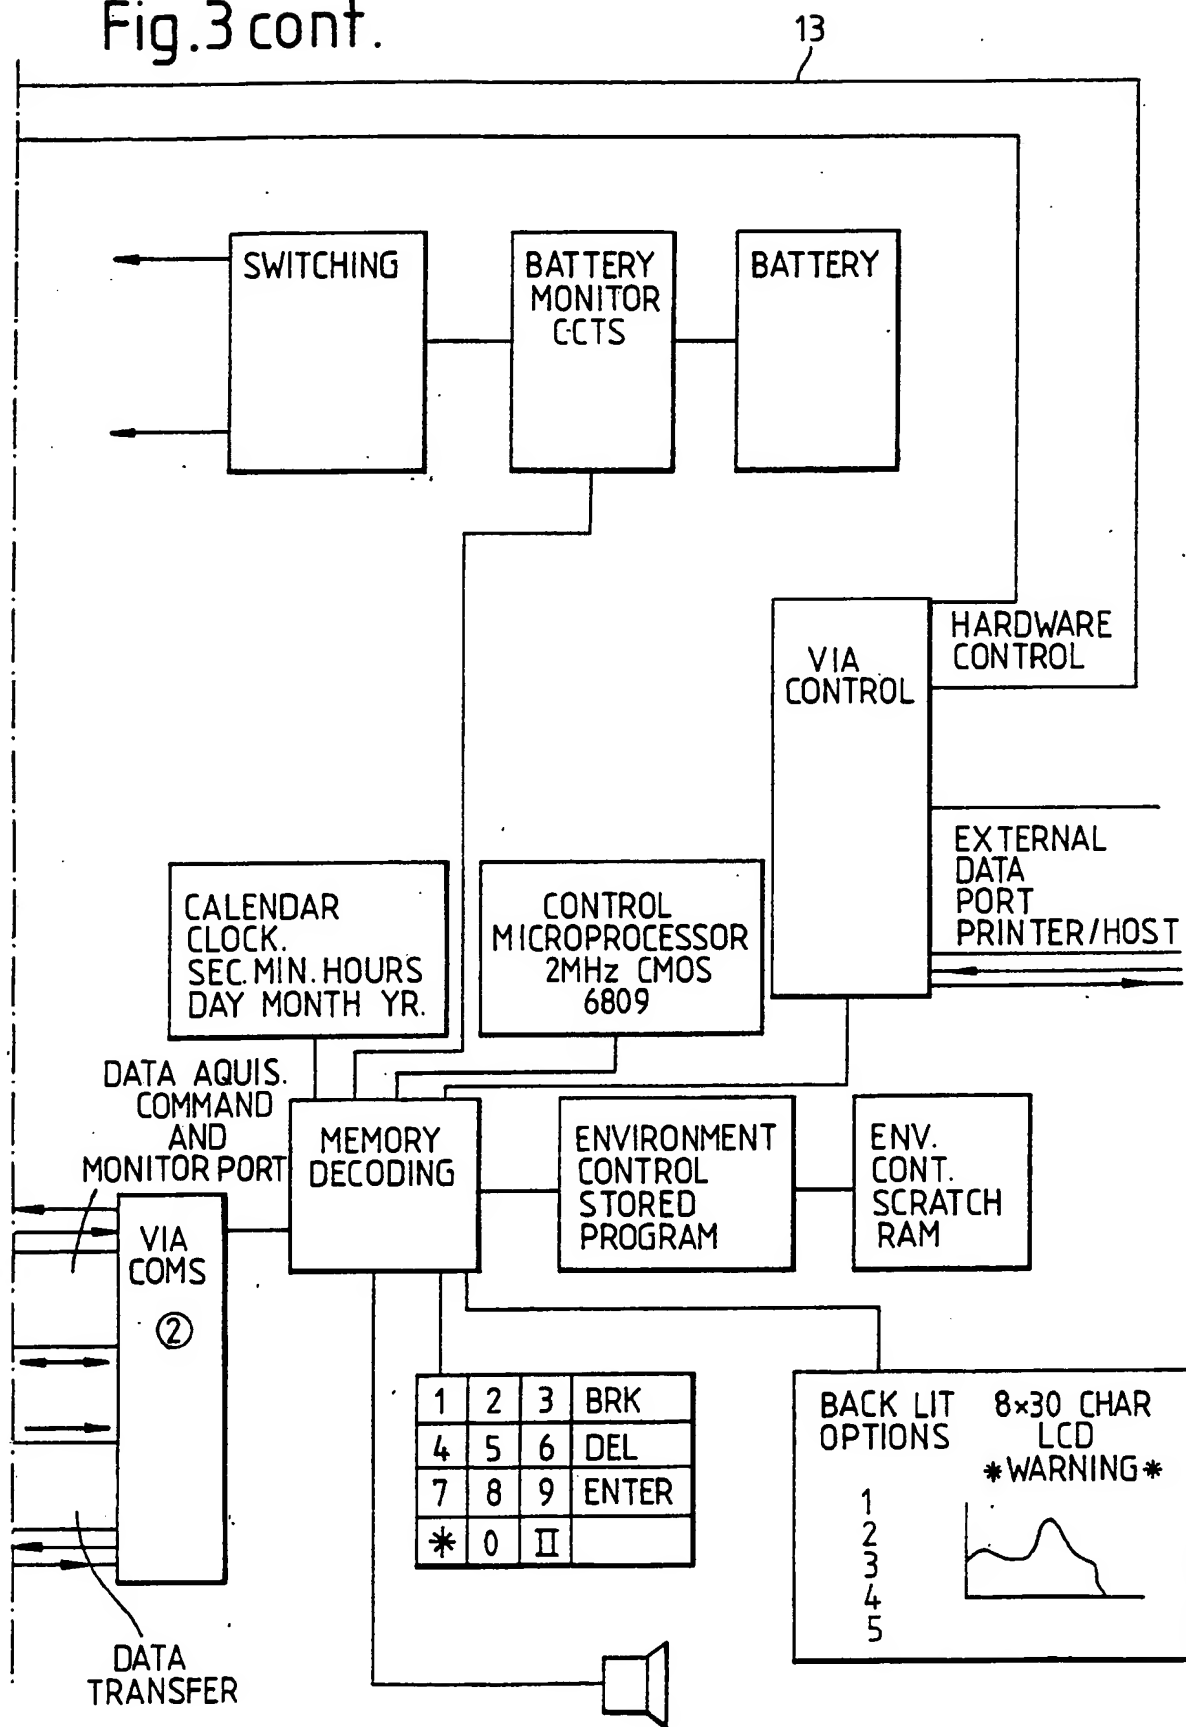 Fig.3 cont.
13
SWITCHING
BATTERY
MONITOR
CCTS
BATTERY
HARDWARE
CONTROL
VIA
CONTROL
EXTERNAL
DATA
PORT
PRINTER/HOST
CALENDAR
CLOCK.
SEC. MIN. HOURS
DAY MONTH YR.
CONTROL
MICROPROCESSOR
2MHz CMOS
6809
DATA AQUIS.
COMMAND
AND
MONITOR PORT
MEMORY
DECODING
ENVIRONMENT
CONTROL
STORED
PROGRAM
ENV.
CONT.
SCRATCH
RAM
VIA
COMS
2
1 2 3 BRK
4 5 6 DEL
7 8 9 ENTER
* 0 II
BACK LIT
OPTIONS
8×30 CHAR
LCD
*WARNING*
1
2
3
4
5
DATA
TRANSFER